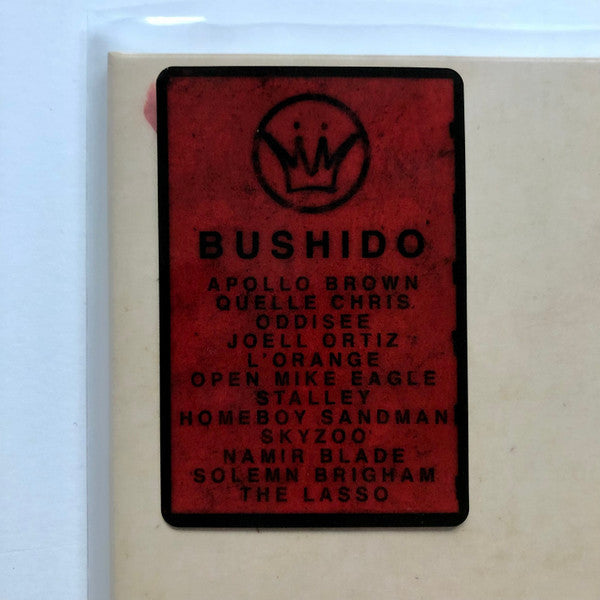 BUSHIDO
APOLLO BROWN
QUELLE CHRIS
ODDISEE
JOELL ORTIZ
L'ORANGE
OPEN MIKE EAGLE
STALLEY
HOMEBOY SANDMAN
SKYZOO
NAMIR BLADE
SOLEMN BRIGHAM
THE LASSO